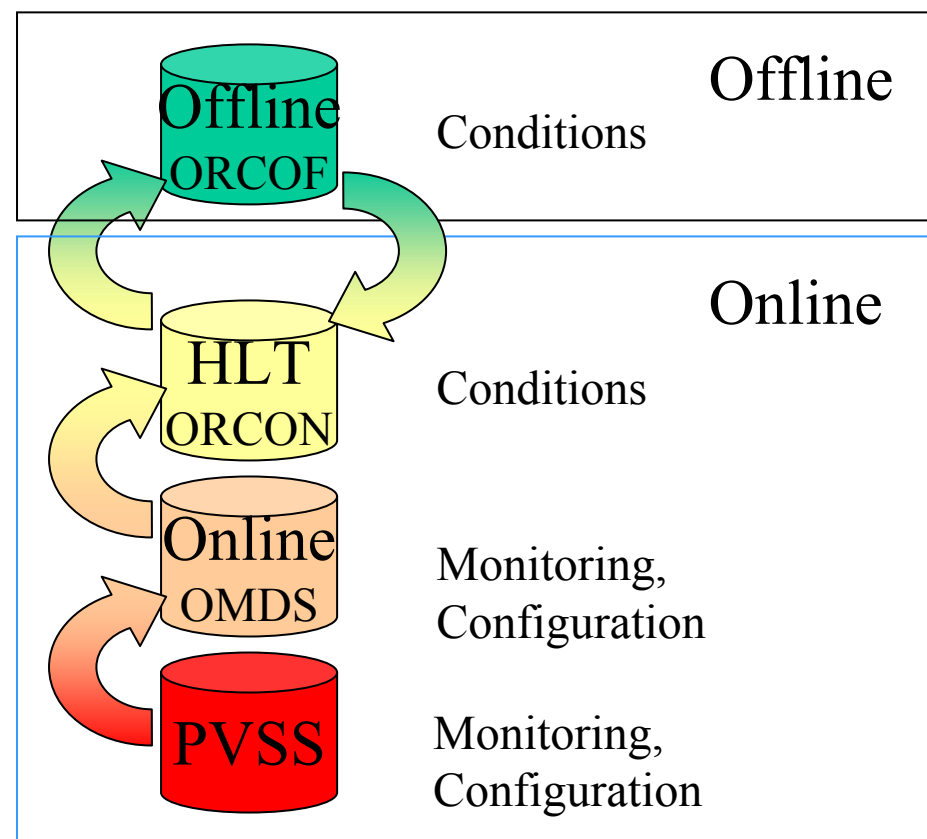 Offline
Offline
ORCOF
Conditions
Online
HLT
ORCON
Conditions
Online
OMDS
Monitoring,
Configuration
PVSS
Monitoring,
Configuration